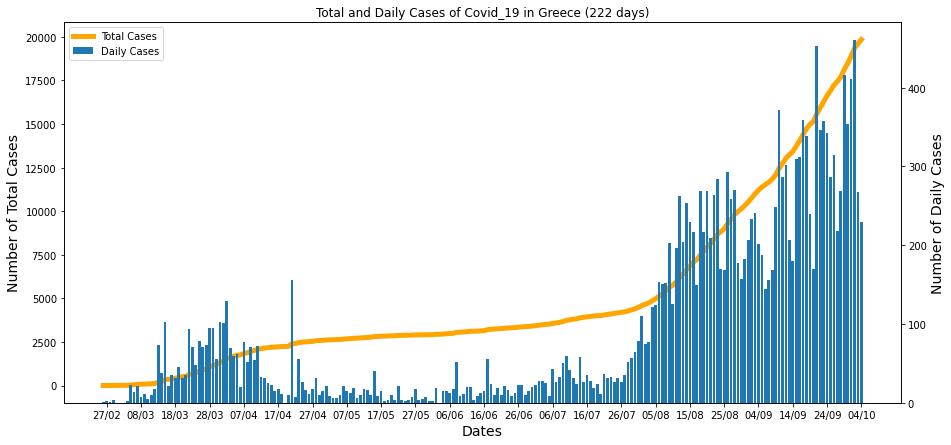 Total and Daily Cases of Covid_19 in Greece (222 days)
Total Cases
Daily Cases
Number of Total Cases
20000
17500
15000
12500
10000
7500
5000
2500
0
Number of Daily Cases
400
300
200
100
0
27/02 08/03 18/03 28/03 07/04 17/04 27/04 07/05 17/05 27/05 06/06 16/06 26/06 06/07 16/07 26/07 05/08 15/08 25/08 04/09 14/09 24/09 04/10
Dates